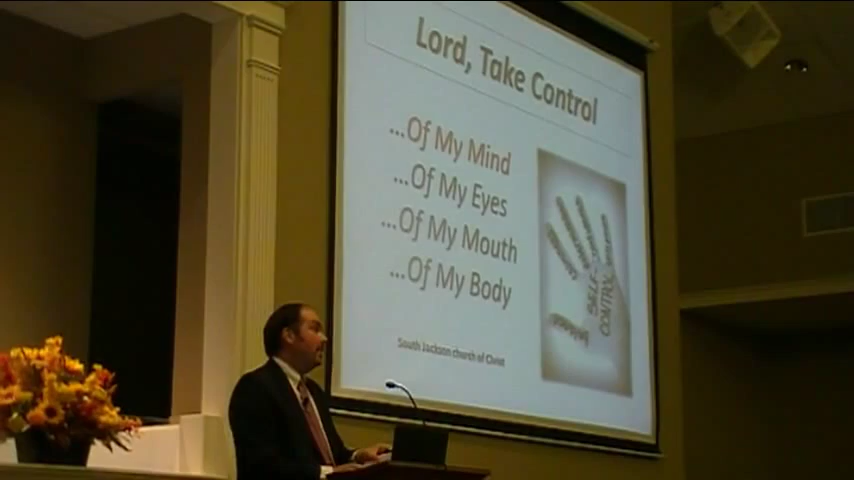 Lord, Take Control
...Of My Mind
...Of My Eyes
...Of My Mouth
...Of My Body
SELF-
CONTROL
South Jackson church of Christ